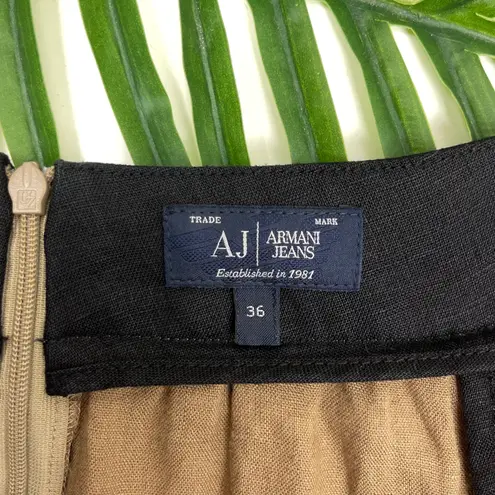 TRADE MARK
AJ ARMANI JEANS
Established in 1981
36